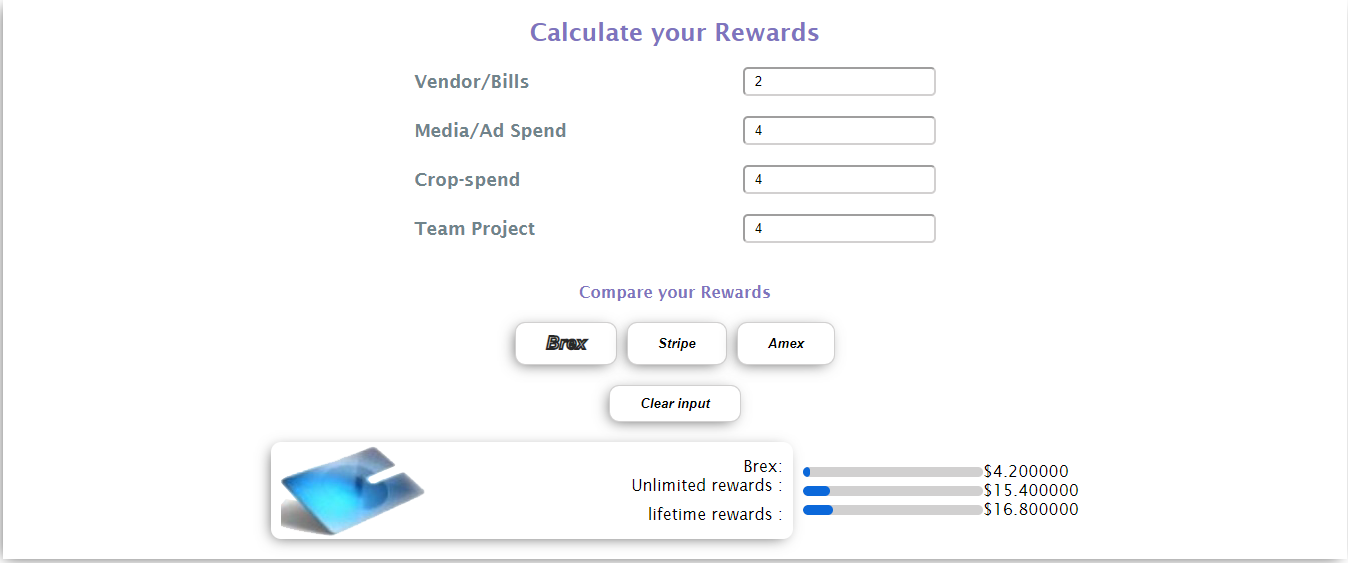 Calculate your Rewards
Vendor/Bills 2
Media/Ad Spend 4
Crop-spend 4
Team Project 4
Compare your Rewards
Brex Stripe Amex
Clear input
Brex: $4.200000
Unlimited rewards : $15.400000
lifetime rewards : $16.800000